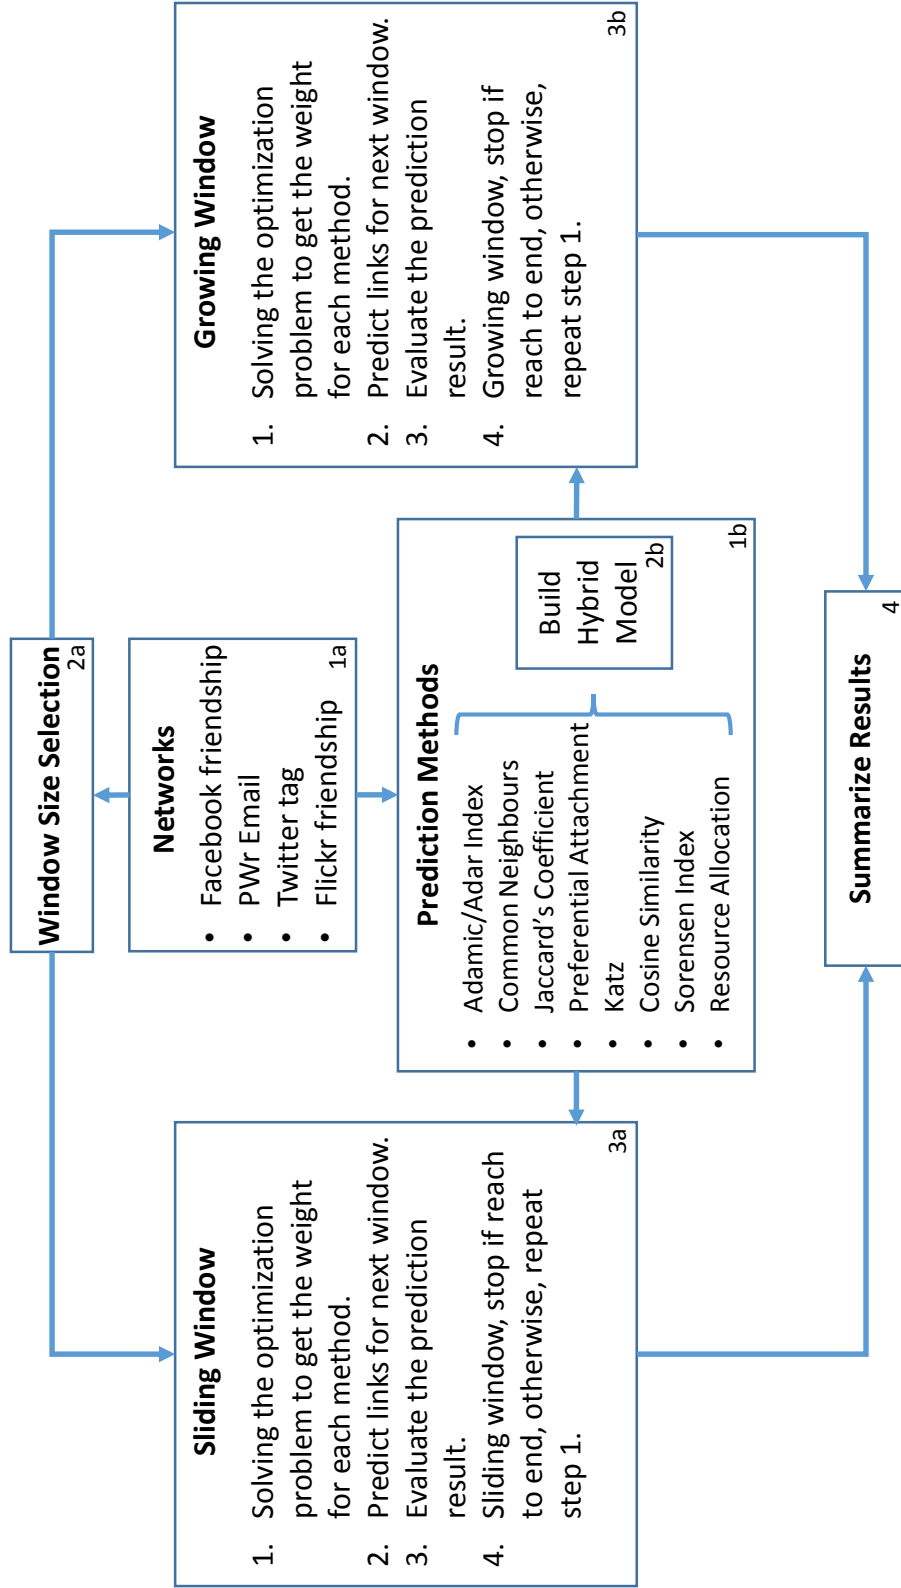 Window Size Selection
2a
Networks
• Facebook friendship
• PWr Email
• Twitter tag
• Flickr friendship
1a
Sliding Window
1. Solving the optimization
problem to get the weight
for each method.
2. Predict links for next window.
3. Evaluate the prediction
result.
4. Sliding window, stop if reach
to end, otherwise, repeat
step 1.
3a
Prediction Methods
• Adamic/Adar Index
• Common Neighbours
• Jaccard’s Coefficient
• Preferential Attachment
• Katz
• Cosine Similarity
• Sorensen Index
• Resource Allocation
Build
Hybrid
Model
2b
1b
Growing Window
1. Solving the optimization
problem to get the weight
for each method.
2. Predict links for next window.
3. Evaluate the prediction
result.
4. Growing window, stop if
reach to end, otherwise,
repeat step 1.
3b
Summarize Results
4